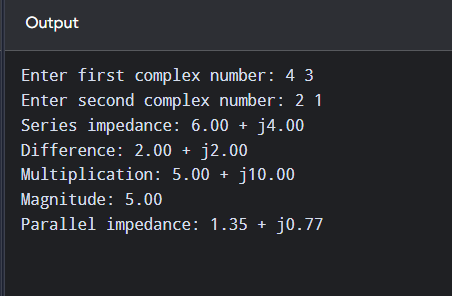 Output
Enter first complex number: 4 3
Enter second complex number: 2 1
Series impedance: 6.00 + j4.00
Difference: 2.00 + j2.00
Multiplication: 5.00 + j10.00
Magnitude: 5.00
Parallel impedance: 1.35 + j0.77